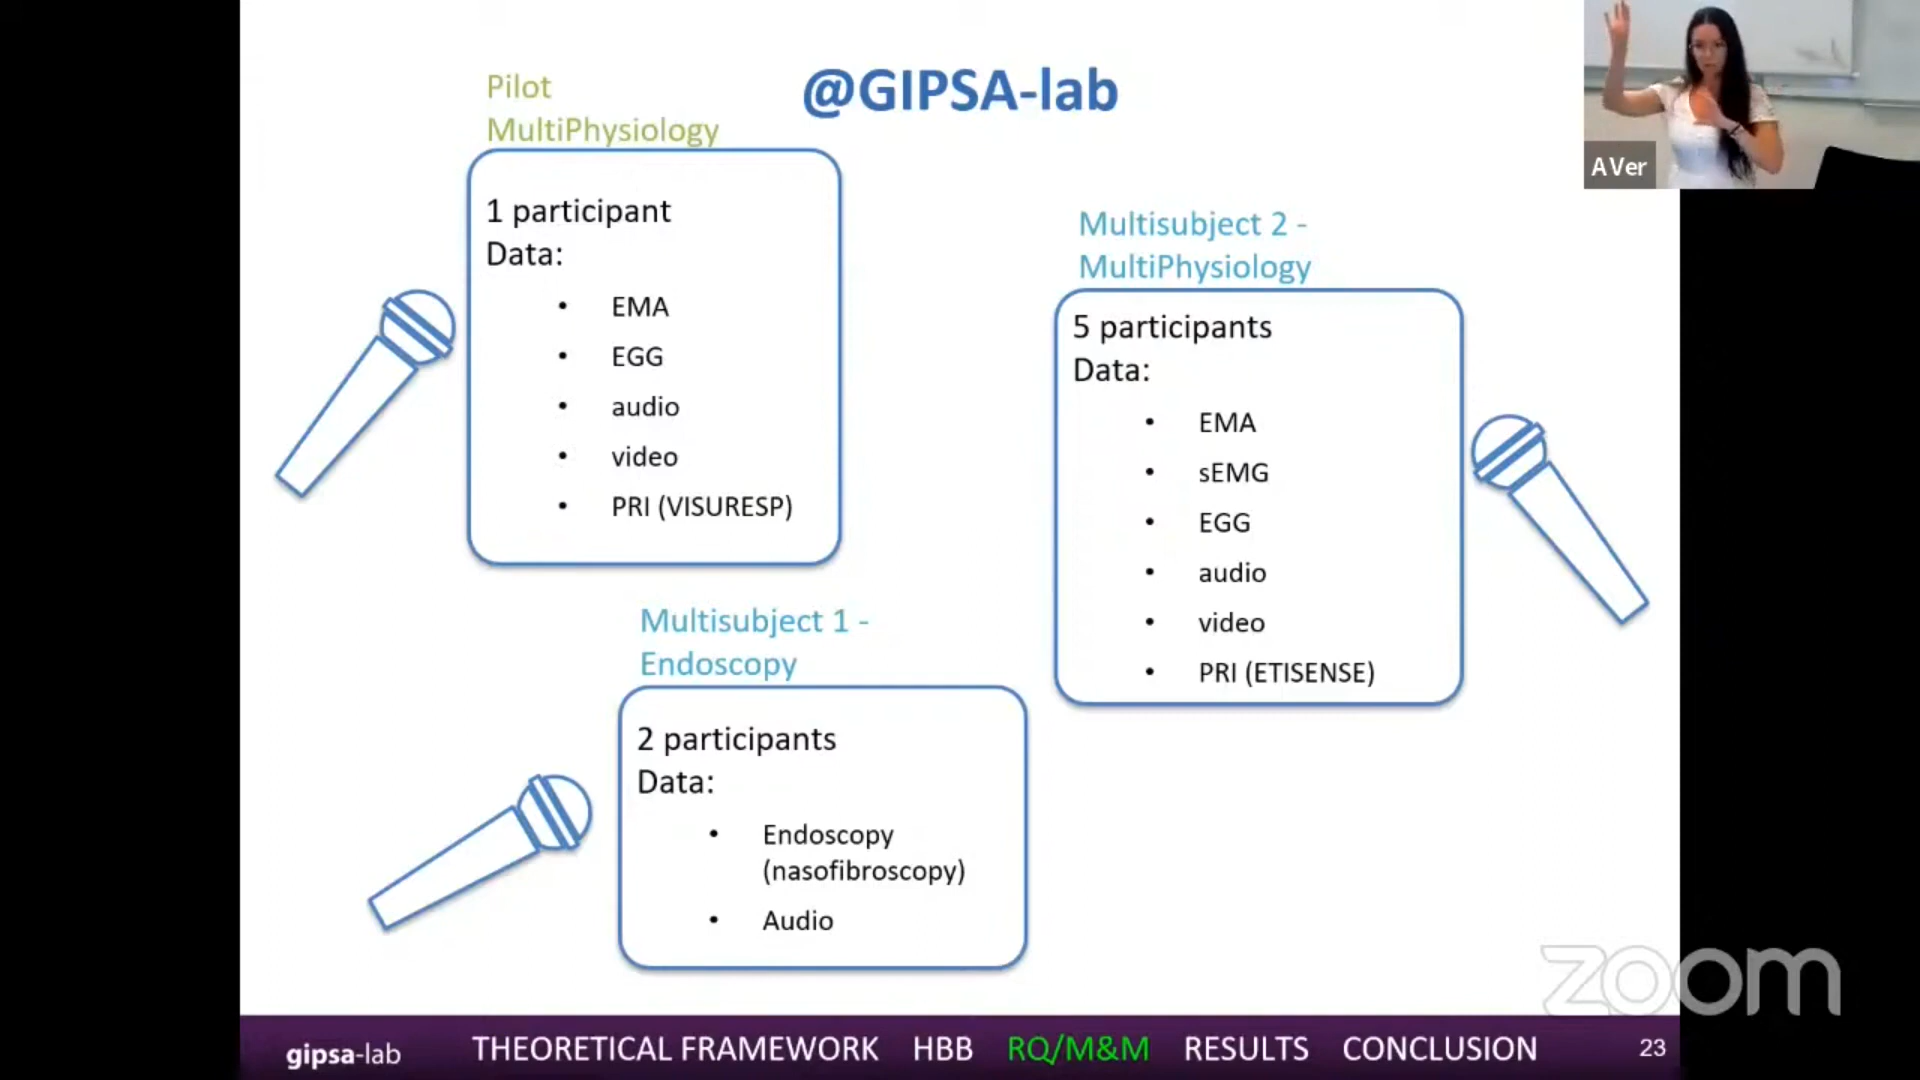 @GIPSA-lab
Pilot
MultiPhysiology
1 participant
Data:
• EMA
• EGG
• audio
• video
• PRI (VISURESP)
Multisubject 1 -
Endoscopy
2 participants
Data:
• Endoscopy
(nasofibroscopy)
• Audio
Multisubject 2 -
MultiPhysiology
5 participants
Data:
• EMA
• sEMG
• EGG
• audio
• video
• PRI (ETISENSE)
A Ver
zoom
gipsa-lab THEORETICAL FRAMEWORK HBB RQ/M&M RESULTS CONCLUSION 23